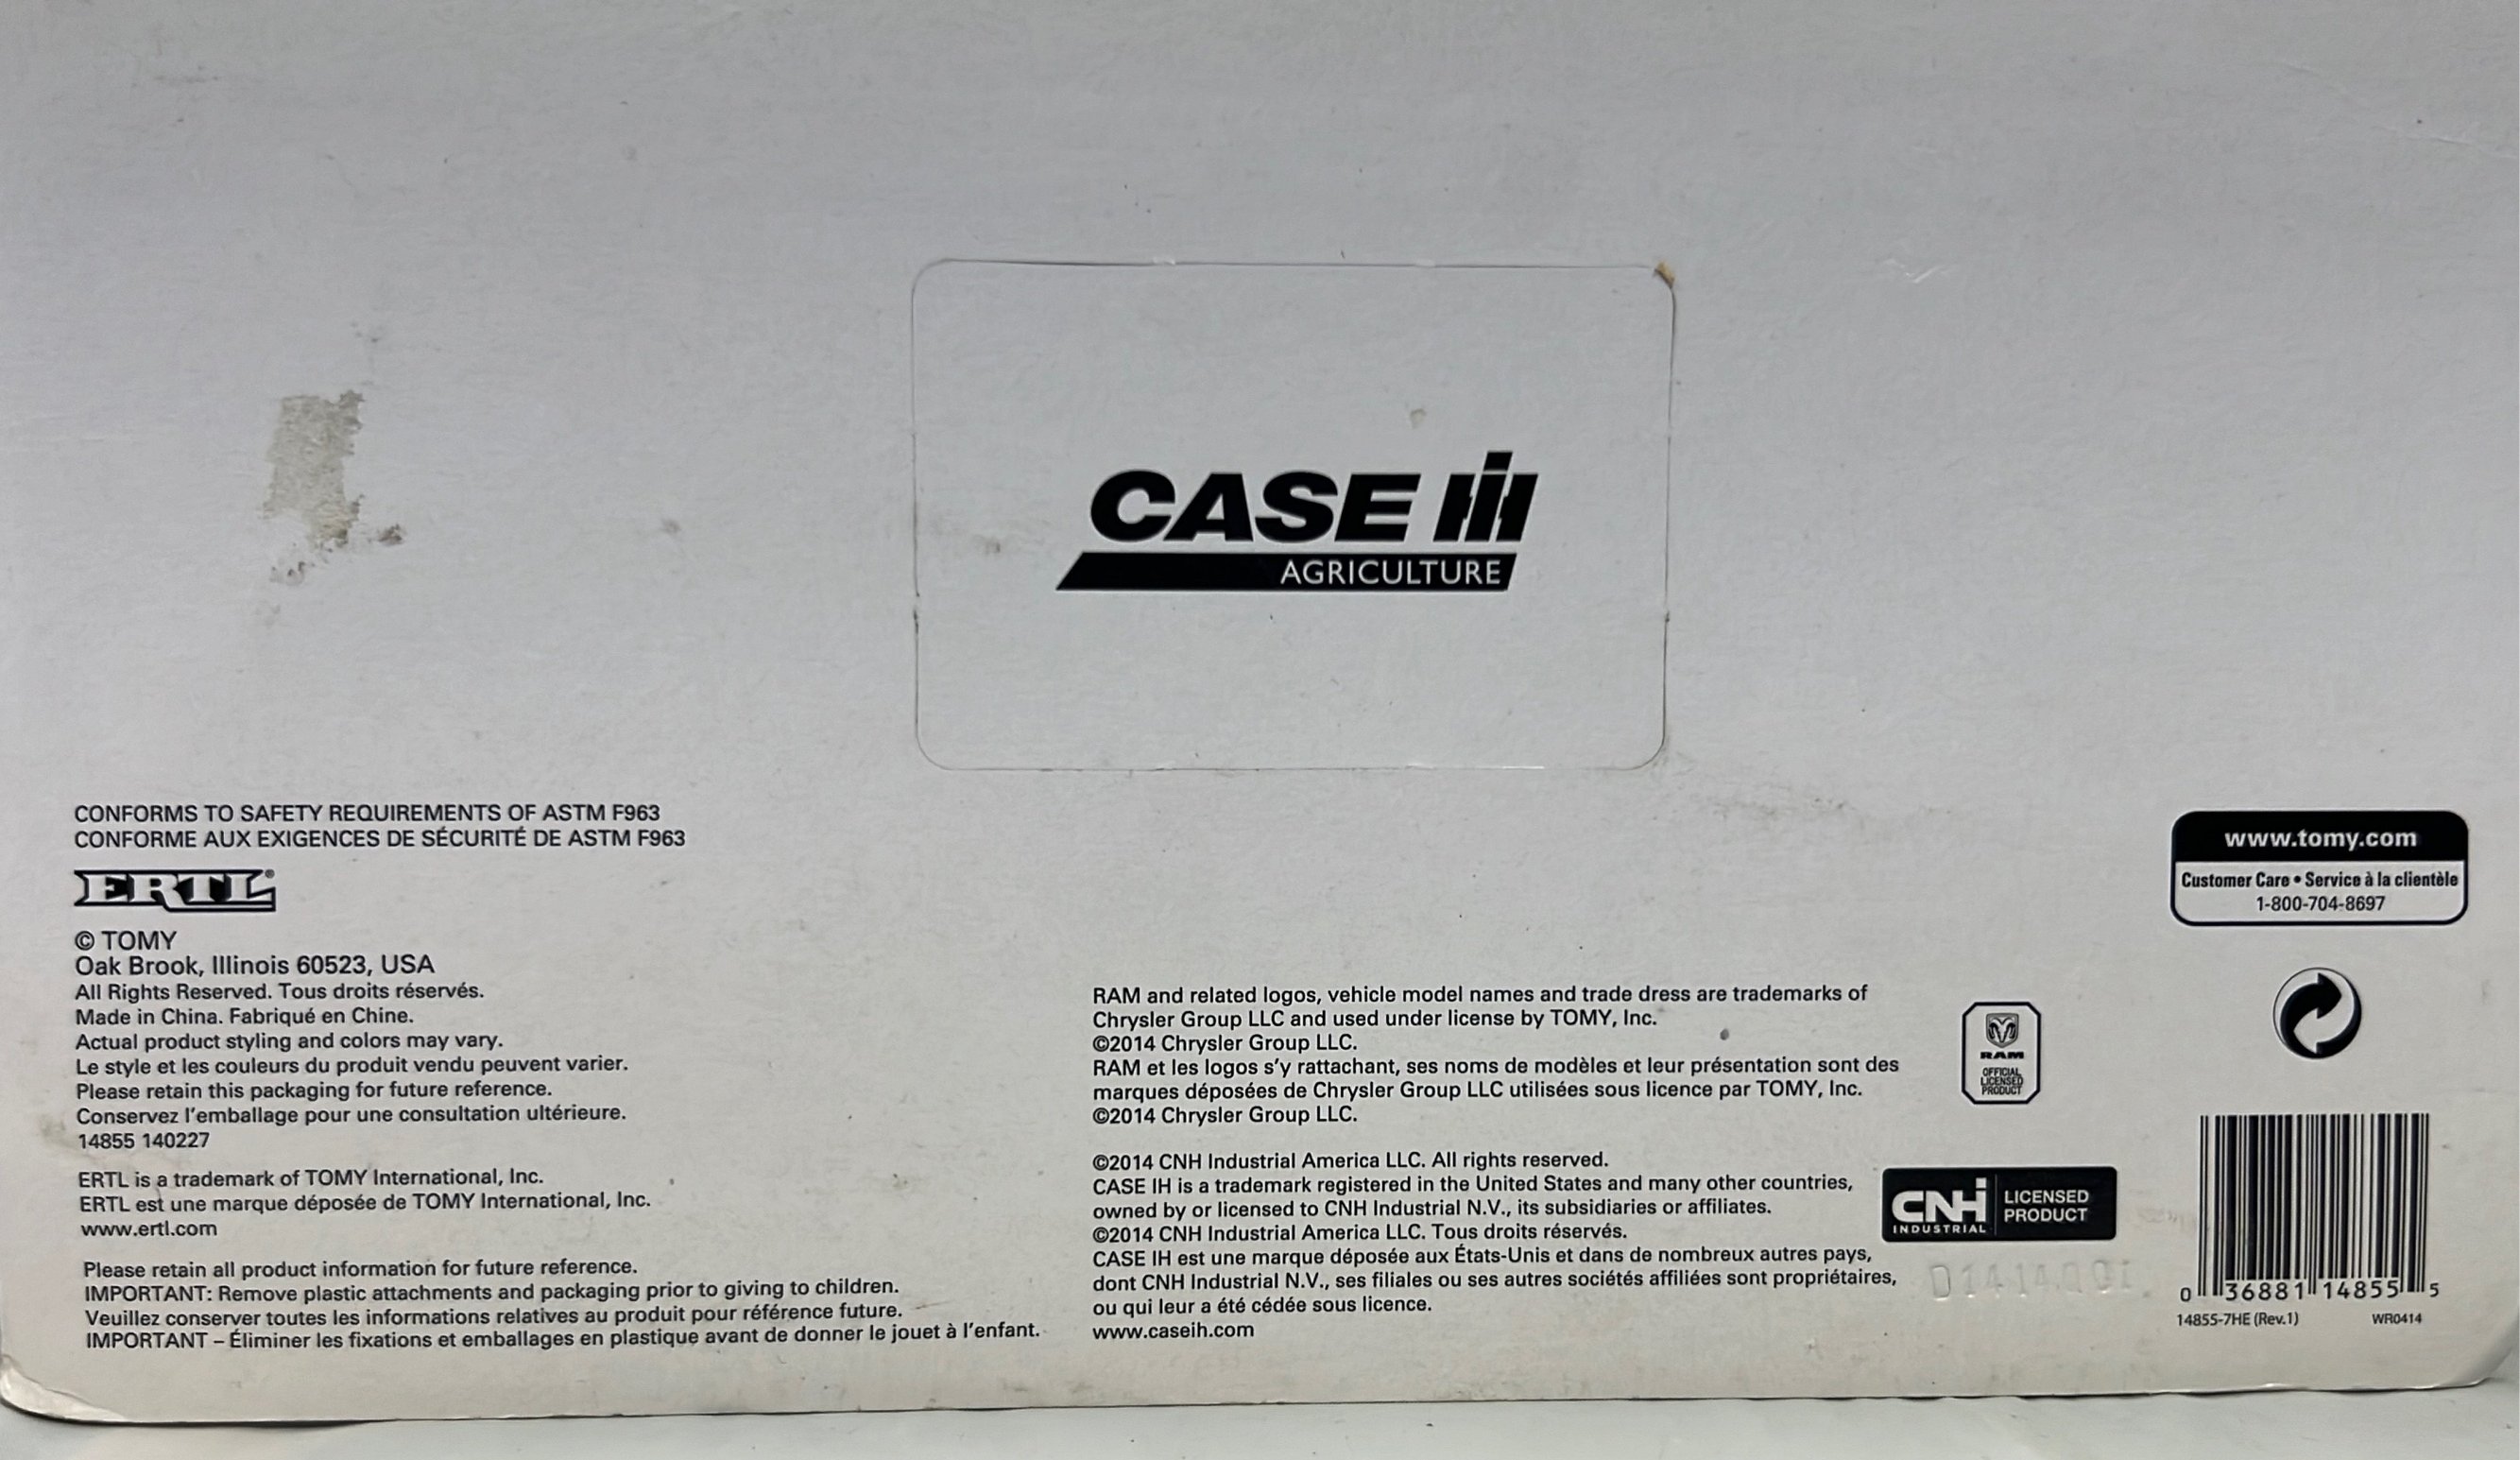 CASE IH
AGRICULTURE
CONFORMS TO SAFETY REQUIREMENTS OF ASTM F963
CONFORME AUX EXIGENCES DE SÉCURITÉ DE ASTM F963
ERTL®
© TOMY
Oak Brook, Illinois 60523, USA
All Rights Reserved. Tous droits réservés.
Made in China. Fabriqué en Chine.
Actual product styling and colors may vary.
Le style et les couleurs du produit vendu peuvent varier.
Please retain this packaging for future reference.
Conservez l'emballage pour une consultation ultérieure.
14855 140227
ERTL is a trademark of TOMY International, Inc.
ERTL est une marque déposée de TOMY International, Inc.
www.ertl.com
Please retain all product information for future reference.
IMPORTANT: Remove plastic attachments and packaging prior to giving to children.
Veuillez conserver toutes les informations relatives au produit pour référence future.
IMPORTANT – Éliminer les fixations et emballages en plastique avant de donner le jouet à l'enfant.
RAM and related logos, vehicle model names and trade dress are trademarks of
Chrysler Group LLC and used under license by TOMY, Inc.
©2014 Chrysler Group LLC.
RAM et les logos s'y rattachant, ses noms de modèles et leur présentation sont des
marques déposées de Chrysler Group LLC utilisées sous licence par TOMY, Inc.
©2014 Chrysler Group LLC.
©2014 CNH Industrial America LLC. All rights reserved.
CASE IH is a trademark registered in the United States and many other countries,
owned by or licensed to CNH Industrial N.V., its subsidiaries or affiliates.
©2014 CNH Industrial America LLC. Tous droits réservés.
CASE IH est une marque déposée aux États-Unis et dans de nombreux autres pays,
dont CNH Industrial N.V., ses filiales ou ses autres sociétés affiliées sont propriétaires,
ou qui leur a été cédée sous licence.
www.caseih.com
RAM
OFFICIAL
LICENSED
PRODUCT
CNH
INDUSTRIAL
LICENSED
PRODUCT
www.tomy.com
Customer Care • Service à la clientèle
1-800-704-8697
0 36881 14855 5
14855-7HE (Rev.1) WR0414